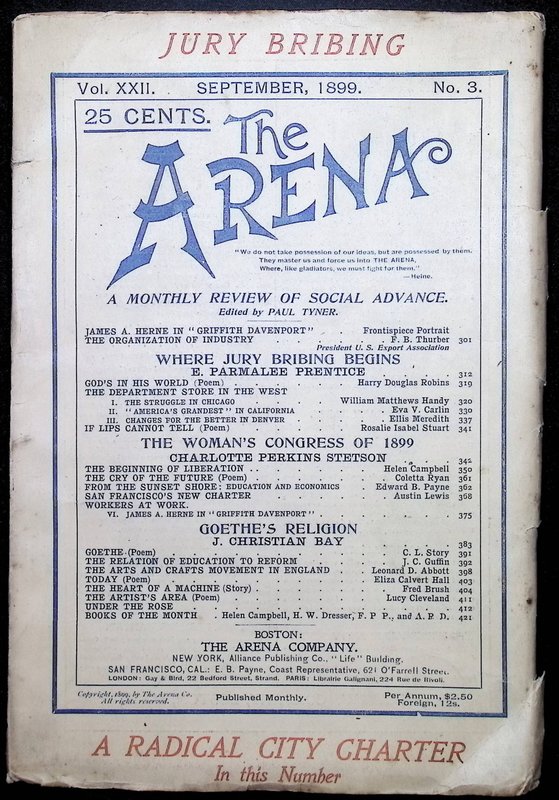 JURY BRIBING
Vol. XXII. SEPTEMBER, 1899. No. 3.
25 CENTS.
The
ARENA
"We do not take possession of our ideas, but are possessed by them.
They master us and force us into THE ARENA,
Where, like gladiators, we must fight for them."
—Heine.
A MONTHLY REVIEW OF SOCIAL ADVANCE.
Edited by PAUL TYNER.
JAMES A. HERNE IN "GRIFFITH DAVENPORT" . Frontispiece Portrait
THE ORGANIZATION OF INDUSTRY . . . . F. B. Thurber 301
President U. S. Export Association
WHERE JURY BRIBING BEGINS
E. PARMALEE PRENTICE . . . . 312
GOD'S IN HIS WORLD (Poem) . . . . Harry Douglas Robins 319
THE DEPARTMENT STORE IN THE WEST
I. THE STRUGGLE IN CHICAGO . . William Matthews Handy 320
II. "AMERICA'S GRANDEST" IN CALIFORNIA . . Eva V. Carlin 330
III. CHANGES FOR THE BETTER IN DENVER . . Ellis Meredith 337
IF LIPS CANNOT TELL (Poem) . . . Rosalie Isabel Stuart 341
THE WOMAN'S CONGRESS OF 1899
CHARLOTTE PERKINS STETSON . . . . 342
THE BEGINNING OF LIBERATION . . . . Helen Campbell 350
THE CRY OF THE FUTURE (Poem) . . . . Coletta Ryan 361
FROM THE SUNSET SHORE: EDUCATION AND ECONOMICS . Edward B. Payne 362
SAN FRANCISCO'S NEW CHARTER . . . . Austin Lewis 368
WORKERS AT WORK.
VI. JAMES A. HERNE IN "GRIFFITH DAVENPORT" . . . . 375
GOETHE'S RELIGION
J. CHRISTIAN BAY . . . . 383
GOETHE (Poem) . . . . C. L. Story 391
THE RELATION OF EDUCATION TO REFORM . . . J. C. Guffin 392
THE ARTS AND CRAFTS MOVEMENT IN ENGLAND . Leonard D. Abbott 398
TODAY (Poem) . . . . Eliza Calvert Hall 403
THE HEART OF A MACHINE (Story) . . . . Fred Brush 404
THE ARTIST'S AREA (Poem) . . . . Lucy Cleveland 411
UNDER THE ROSE . . . . 412
BOOKS OF THE MONTH . Helen Campbell, H. W. Dresser, F. P. P., and A. P. D. 421
BOSTON:
THE ARENA COMPANY.
NEW YORK, Alliance Publishing Co., "Life" Building.
SAN FRANCISCO, CAL.: E. B. Payne, Coast Representative, 621 O'Farrell Street.
LONDON: Gay & Bird, 22 Bedford Street, Strand. PARIS: Librairie Galignani, 224 Rue de Rivoli.
Copyright, 1899, by The Arena Co.
All rights reserved.
Published Monthly.
Per Annum, $2.50
Foreign, 12s.
A RADICAL CITY CHARTER
In this Number